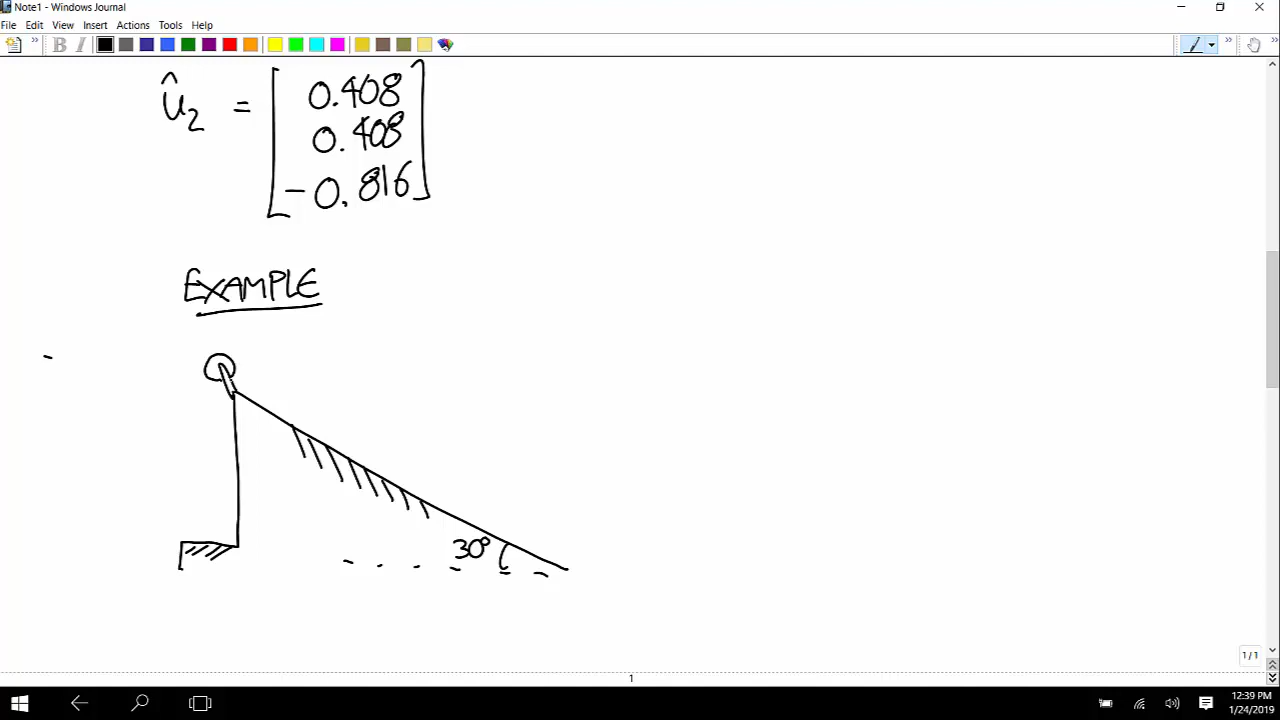 Note1 - Windows Journal
File Edit View Insert Actions Tools Help
B I
û₂ = [ 0.408
0.408
-0.816 ]
EXAMPLE
30°
1/1
1
12:39 PM
1/24/2019